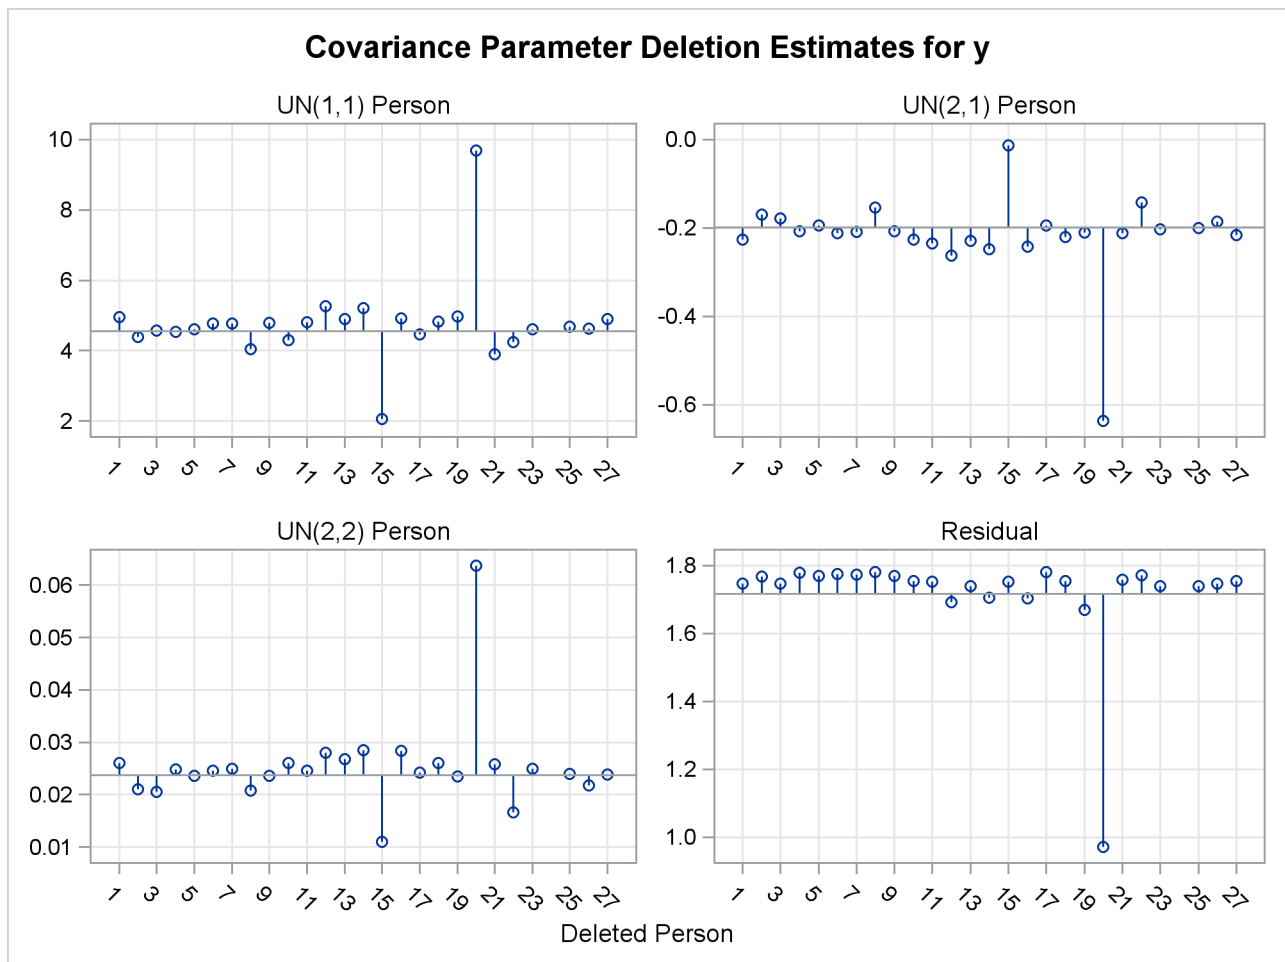 Covariance Parameter Deletion Estimates for y
UN(1,1) Person
10
8
6
4
2
1 3 5 7 9 11 13 15 17 19 21 23 25 27
UN(2,1) Person
0.0
-0.2
-0.4
-0.6
1 3 5 7 9 11 13 15 17 19 21 23 25 27
UN(2,2) Person
0.06
0.05
0.04
0.03
0.02
0.01
1 3 5 7 9 11 13 15 17 19 21 23 25 27
Residual
1.8
1.6
1.4
1.2
1.0
1 3 5 7 9 11 13 15 17 19 21 23 25 27
Deleted Person